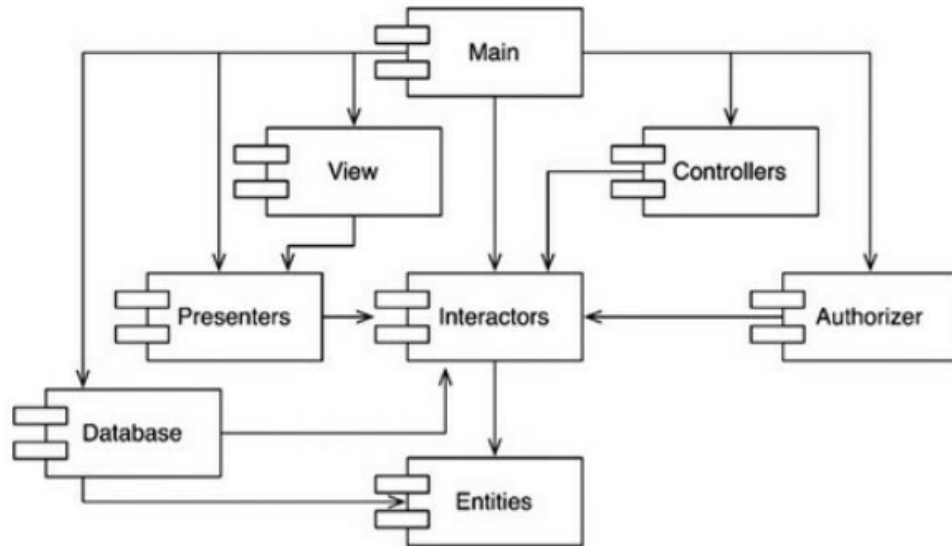 Main
View
Controllers
Presenters
Interactors
Authorizer
Database
Entities